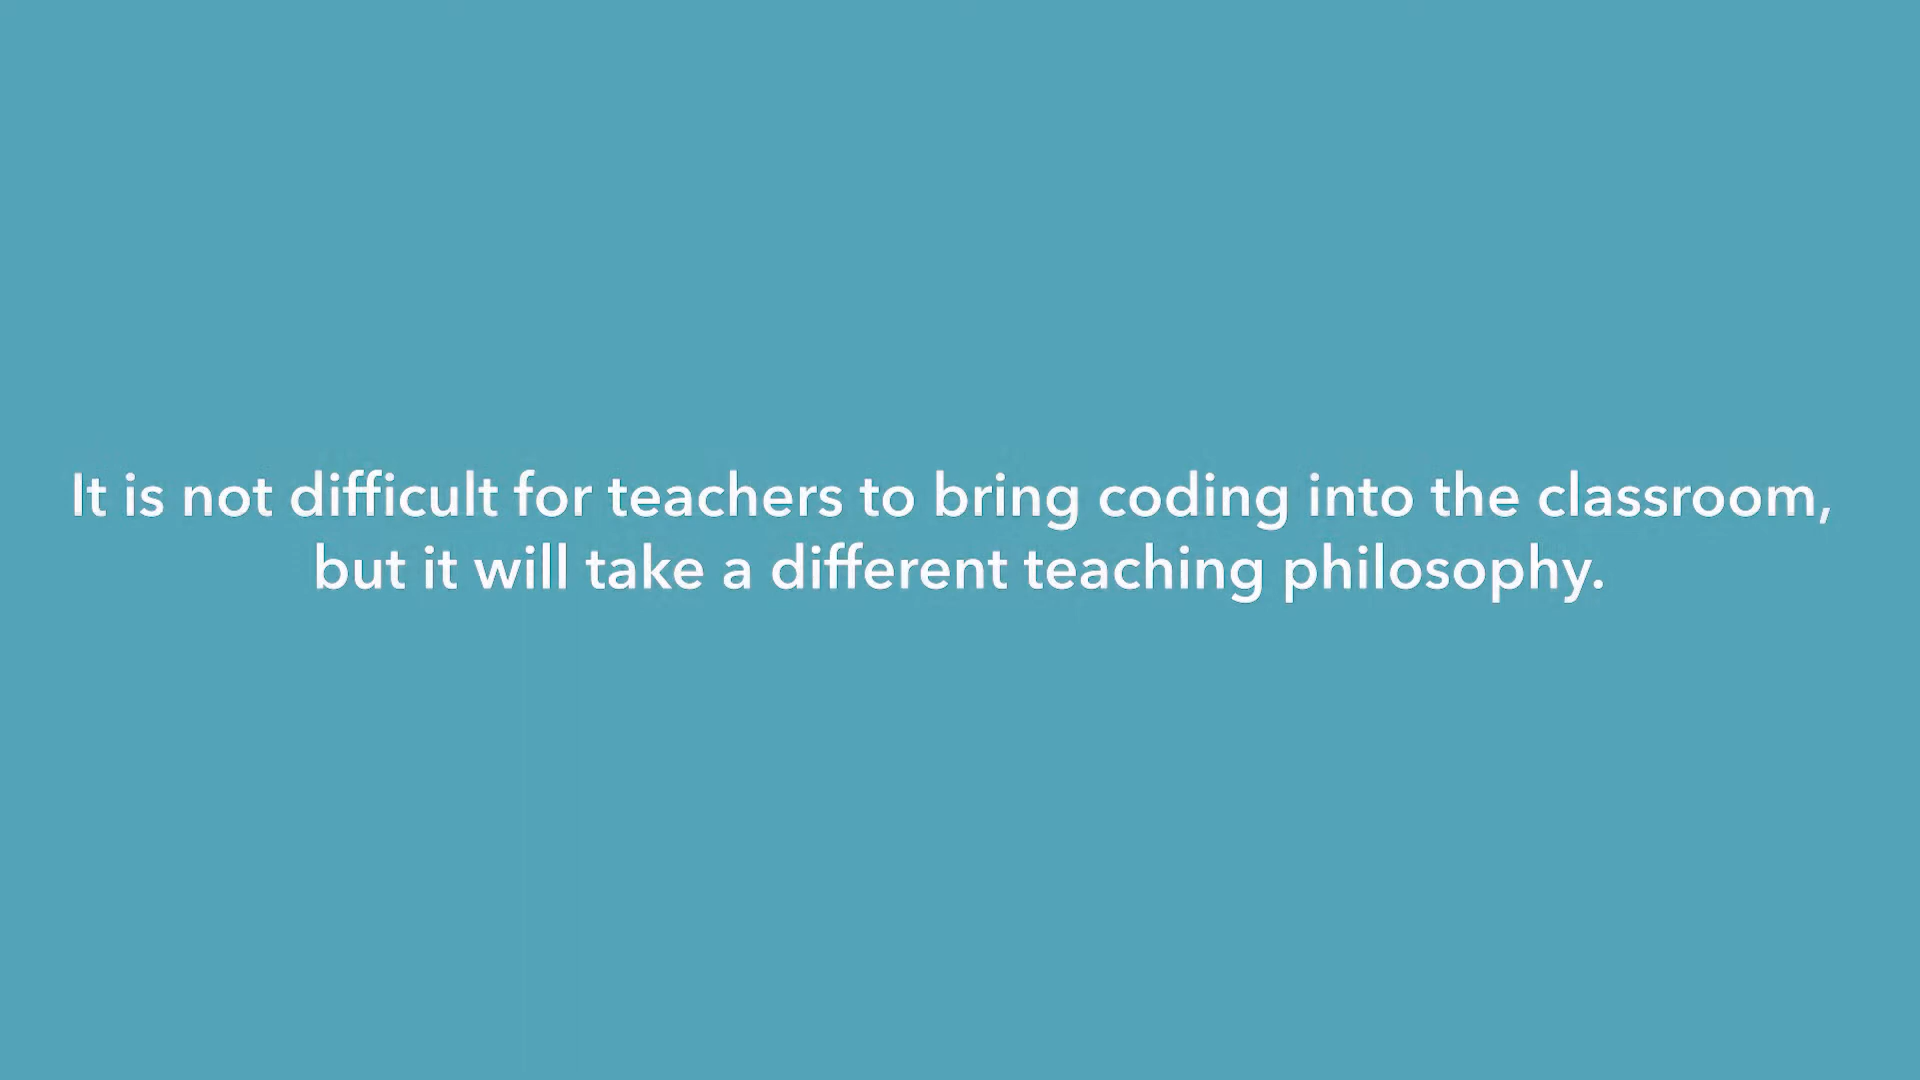 It is not difficult for teachers to bring coding into the classroom,
but it will take a different teaching philosophy.